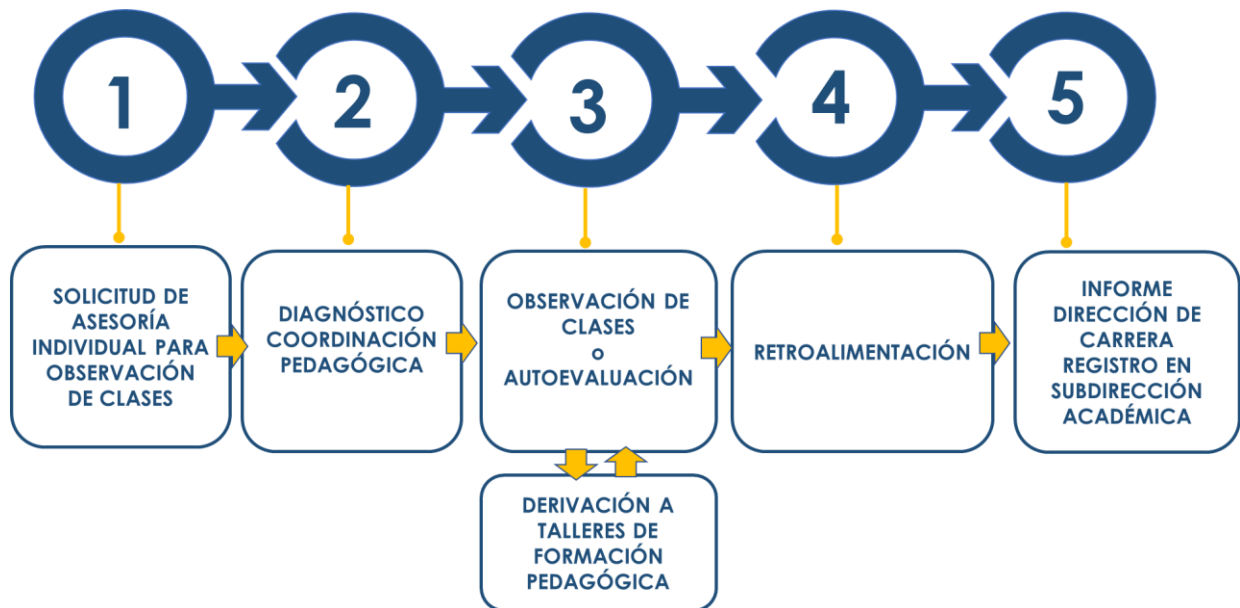 1
2
3
4
5
SOLICITUD DE
ASESORÍA
INDIVIDUAL PARA
OBSERVACIÓN
DE CLASES
DIAGNÓSTICO
COORDINACIÓN
PEDAGÓGICA
OBSERVACIÓN DE
CLASES
o
AUTOEVALUACIÓN
RETROALIMENTACIÓN
INFORME
DIRECCIÓN DE
CARRERA
REGISTRO EN
SUBDIRECCIÓN
ACADÉMICA
DERIVACIÓN A
TALLERES DE
FORMACIÓN
PEDAGÓGICA